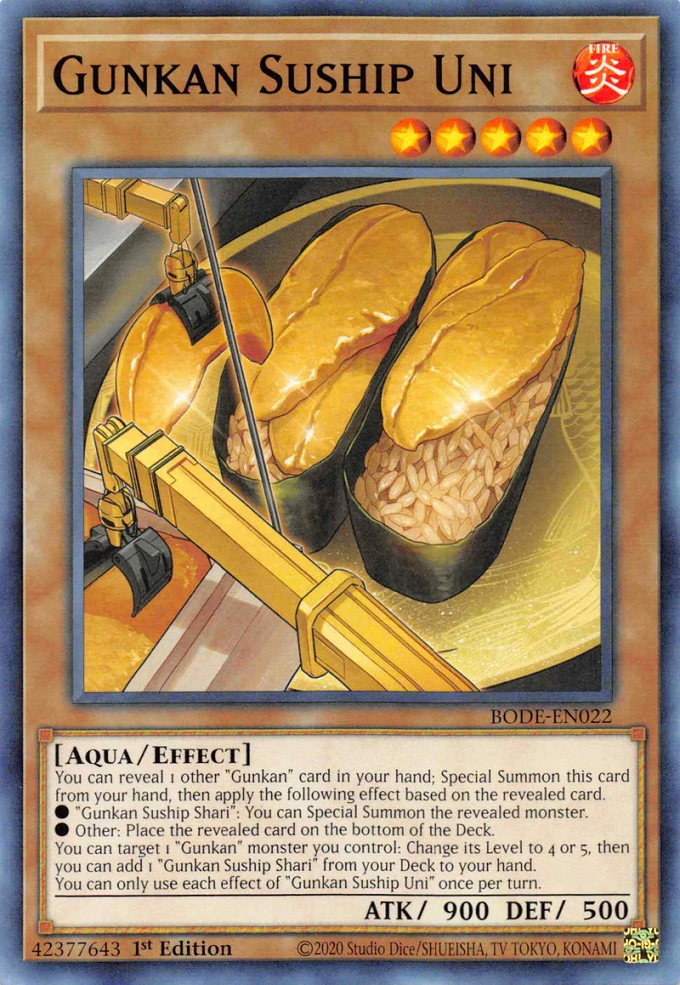 GUNKAN SUSHIP UNI
FIRE
炎
BODE-EN022
[AQUA/EFFECT]
You can reveal 1 other "Gunkan" card in your hand; Special Summon this card
from your hand, then apply the following effect based on the revealed card.
● "Gunkan Suship Shari": You can Special Summon the revealed monster.
● Other: Place the revealed card on the bottom of the Deck.
You can target 1 "Gunkan" monster you control: Change its Level to 4 or 5, then
you can add 1 "Gunkan Suship Shari" from your Deck to your hand.
You can only use each effect of "Gunkan Suship Uni" once per turn.
ATK/ 900 DEF/ 500
42377643 1st Edition ©2020 Studio Dice/SHUEISHA, TV TOKYO, KONAMI